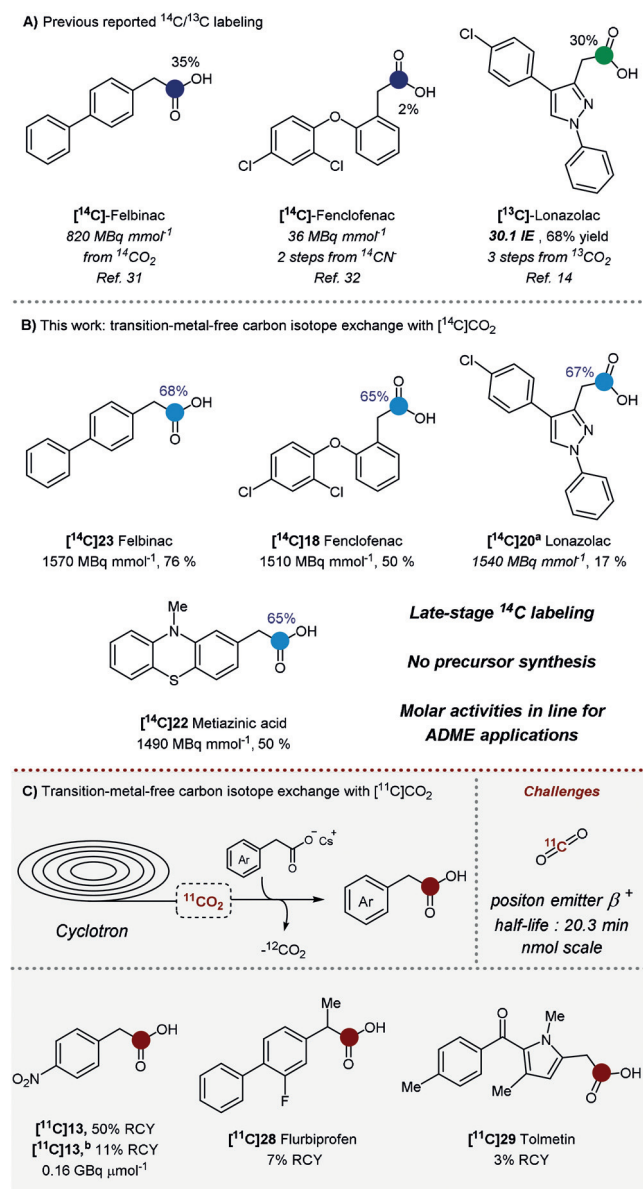 A) Previous reported ¹⁴C/¹³C labeling
35%
OH
O
O
OH
2%
O
Cl
Cl
Cl
30%
O
OH
N
N
[¹⁴C]-Felbinac
820 MBq mmol⁻¹
from ¹⁴CO₂
Ref. 31
[¹⁴C]-Fenclofenac
36 MBq mmol⁻¹
2 steps from ¹⁴CN⁻
Ref. 32
[¹³C]-Lonazolac
30.1 IE , 68% yield
3 steps from ¹³CO₂
Ref. 14
B) This work: transition-metal-free carbon isotope exchange with [¹⁴C]CO₂
68%
OH
O
65%
O
OH
O
Cl
Cl
Cl
67%
O
OH
N
N
[¹⁴C]23 Felbinac
1570 MBq mmol⁻¹, 76 %
[¹⁴C]18 Fenclofenac
1510 MBq mmol⁻¹, 50 %
[¹⁴C]20ᵃ Lonazolac
1540 MBq mmol⁻¹, 17 %
Me
N
S
65%
OH
O
[¹⁴C]22 Metiazinic acid
1490 MBq mmol⁻¹, 50 %
Late-stage ¹⁴C labeling
No precursor synthesis
Molar activities in line for
ADME applications
C) Transition-metal-free carbon isotope exchange with [¹¹C]CO₂
Cyclotron
¹¹CO₂
Ar
O
O⁻ Cs⁺
-¹²CO₂
Ar
OH
O
Challenges
O ¹¹C O
positon emitter β⁺
half-life : 20.3 min
nmol scale
O₂N
OH
O
[¹¹C]13, 50% RCY
[¹¹C]13,ᵇ 11% RCY
0.16 GBq µmol⁻¹
Me
OH
O
F
[¹¹C]28 Flurbiprofen
7% RCY
O
Me
N
Me
Me
OH
O
[¹¹C]29 Tolmetin
3% RCY